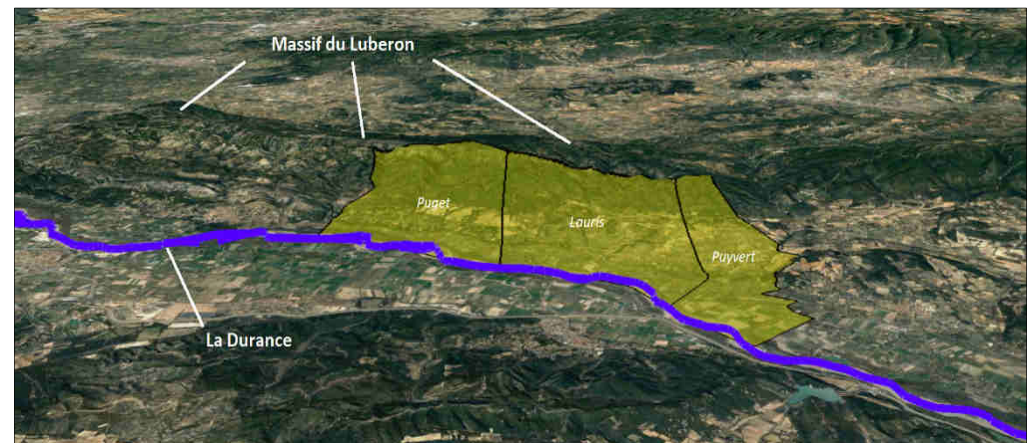 Massif du Luberon
Puget
Lauris
Puyvert
La Durance